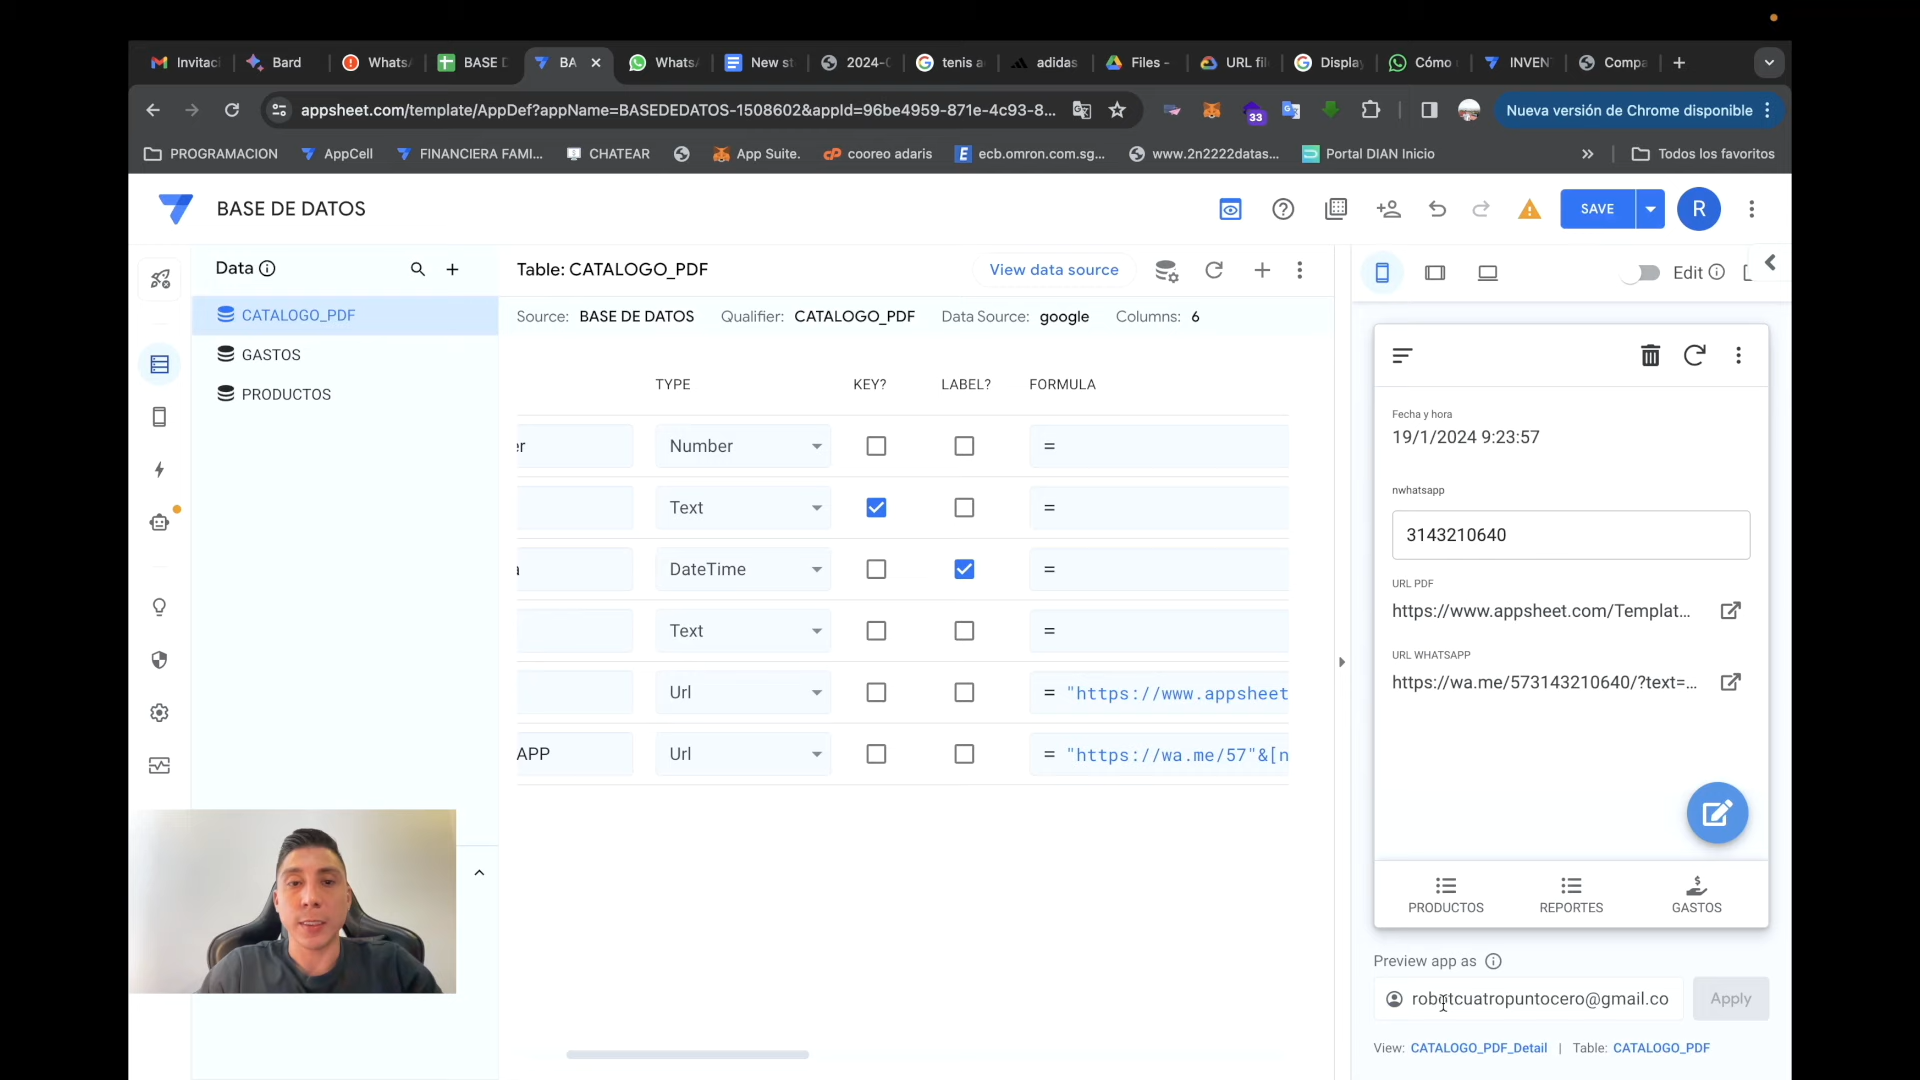 Invitaci
Bard
Whats
BASE D
BA
Whats
New st
2024-0
tenis a
adidas
Files -
URL fil
Display
Cómo
INVEN
Compa
appsheet.com/template/AppDef?appName=BASEDEDATOS-1508602&appId=96be4959-871e-4c93-8...
33
Nueva versión de Chrome disponible
PROGRAMACION
AppCell
FINANCIERA FAMI...
CHATEAR
App Suite.
cooreo adaris
ecb.omron.com.sg...
www.2n2222datas...
Portal DIAN Inicio
Todos los favoritos
BASE DE DATOS
SAVE
R
Data
CATALOGO_PDF
GASTOS
PRODUCTOS
Table: CATALOGO_PDF
View data source
Source: BASE DE DATOS Qualifier: CATALOGO_PDF Data Source: google Columns: 6
TYPE KEY? LABEL? FORMULA
er Number =
Text =
a DateTime =
Text =
Url = "https://www.appsheet
APP Url = "https://wa.me/57"&[n
Edit
Fecha y hora
19/1/2024 9:23:57
nwhatsapp
3143210640
URL PDF
https://www.appsheet.com/Templat...
URL WHATSAPP
https://wa.me/573143210640/?text=...
PRODUCTOS
REPORTES
GASTOS
Preview app as
robotcuatropuntocero@gmail.co
Apply
View: CATALOGO_PDF_Detail | Table: CATALOGO_PDF